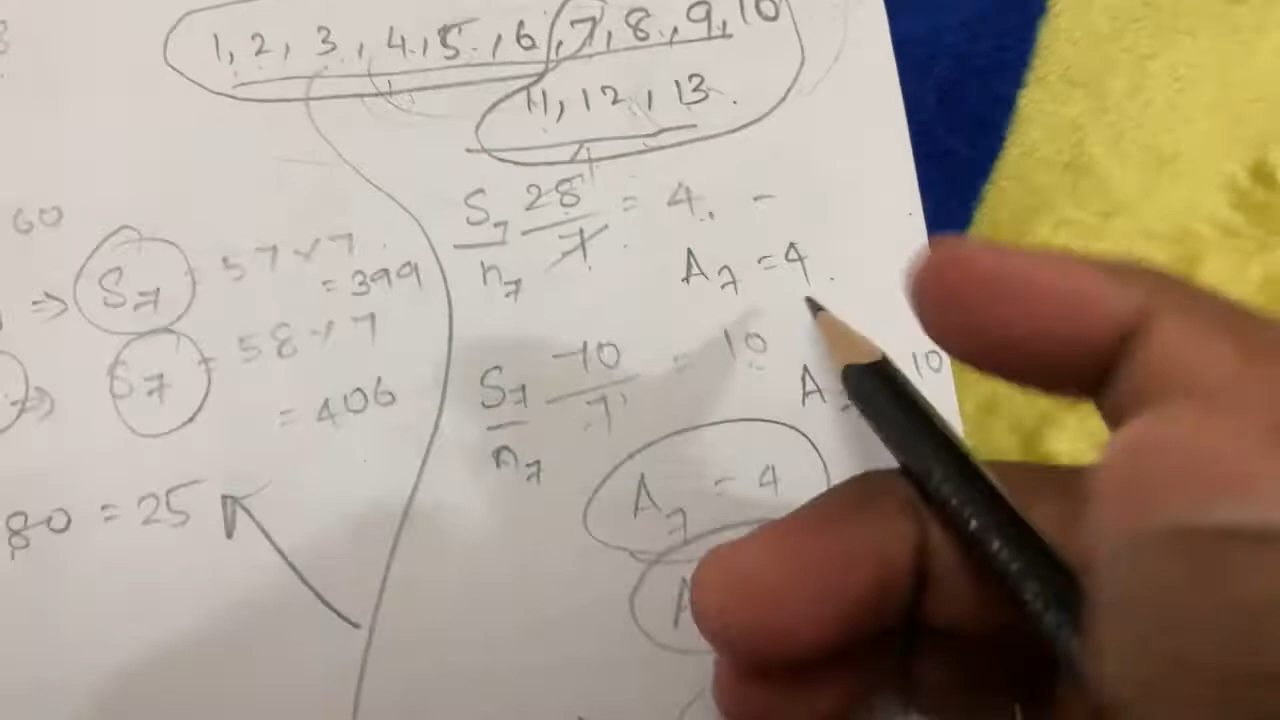 1, 2, 3, 4, 5, 6, 7, 8, 9, 10
11, 12, 13.
60
S7 28/7 = 4.
n7
A7 = 4.
⇒ S7 = 57 × 7
= 399
⇒ S7 = 58 × 7
= 406
S7 70/7 = 10
n7
A 10
A7 = 4
80 = 25
A